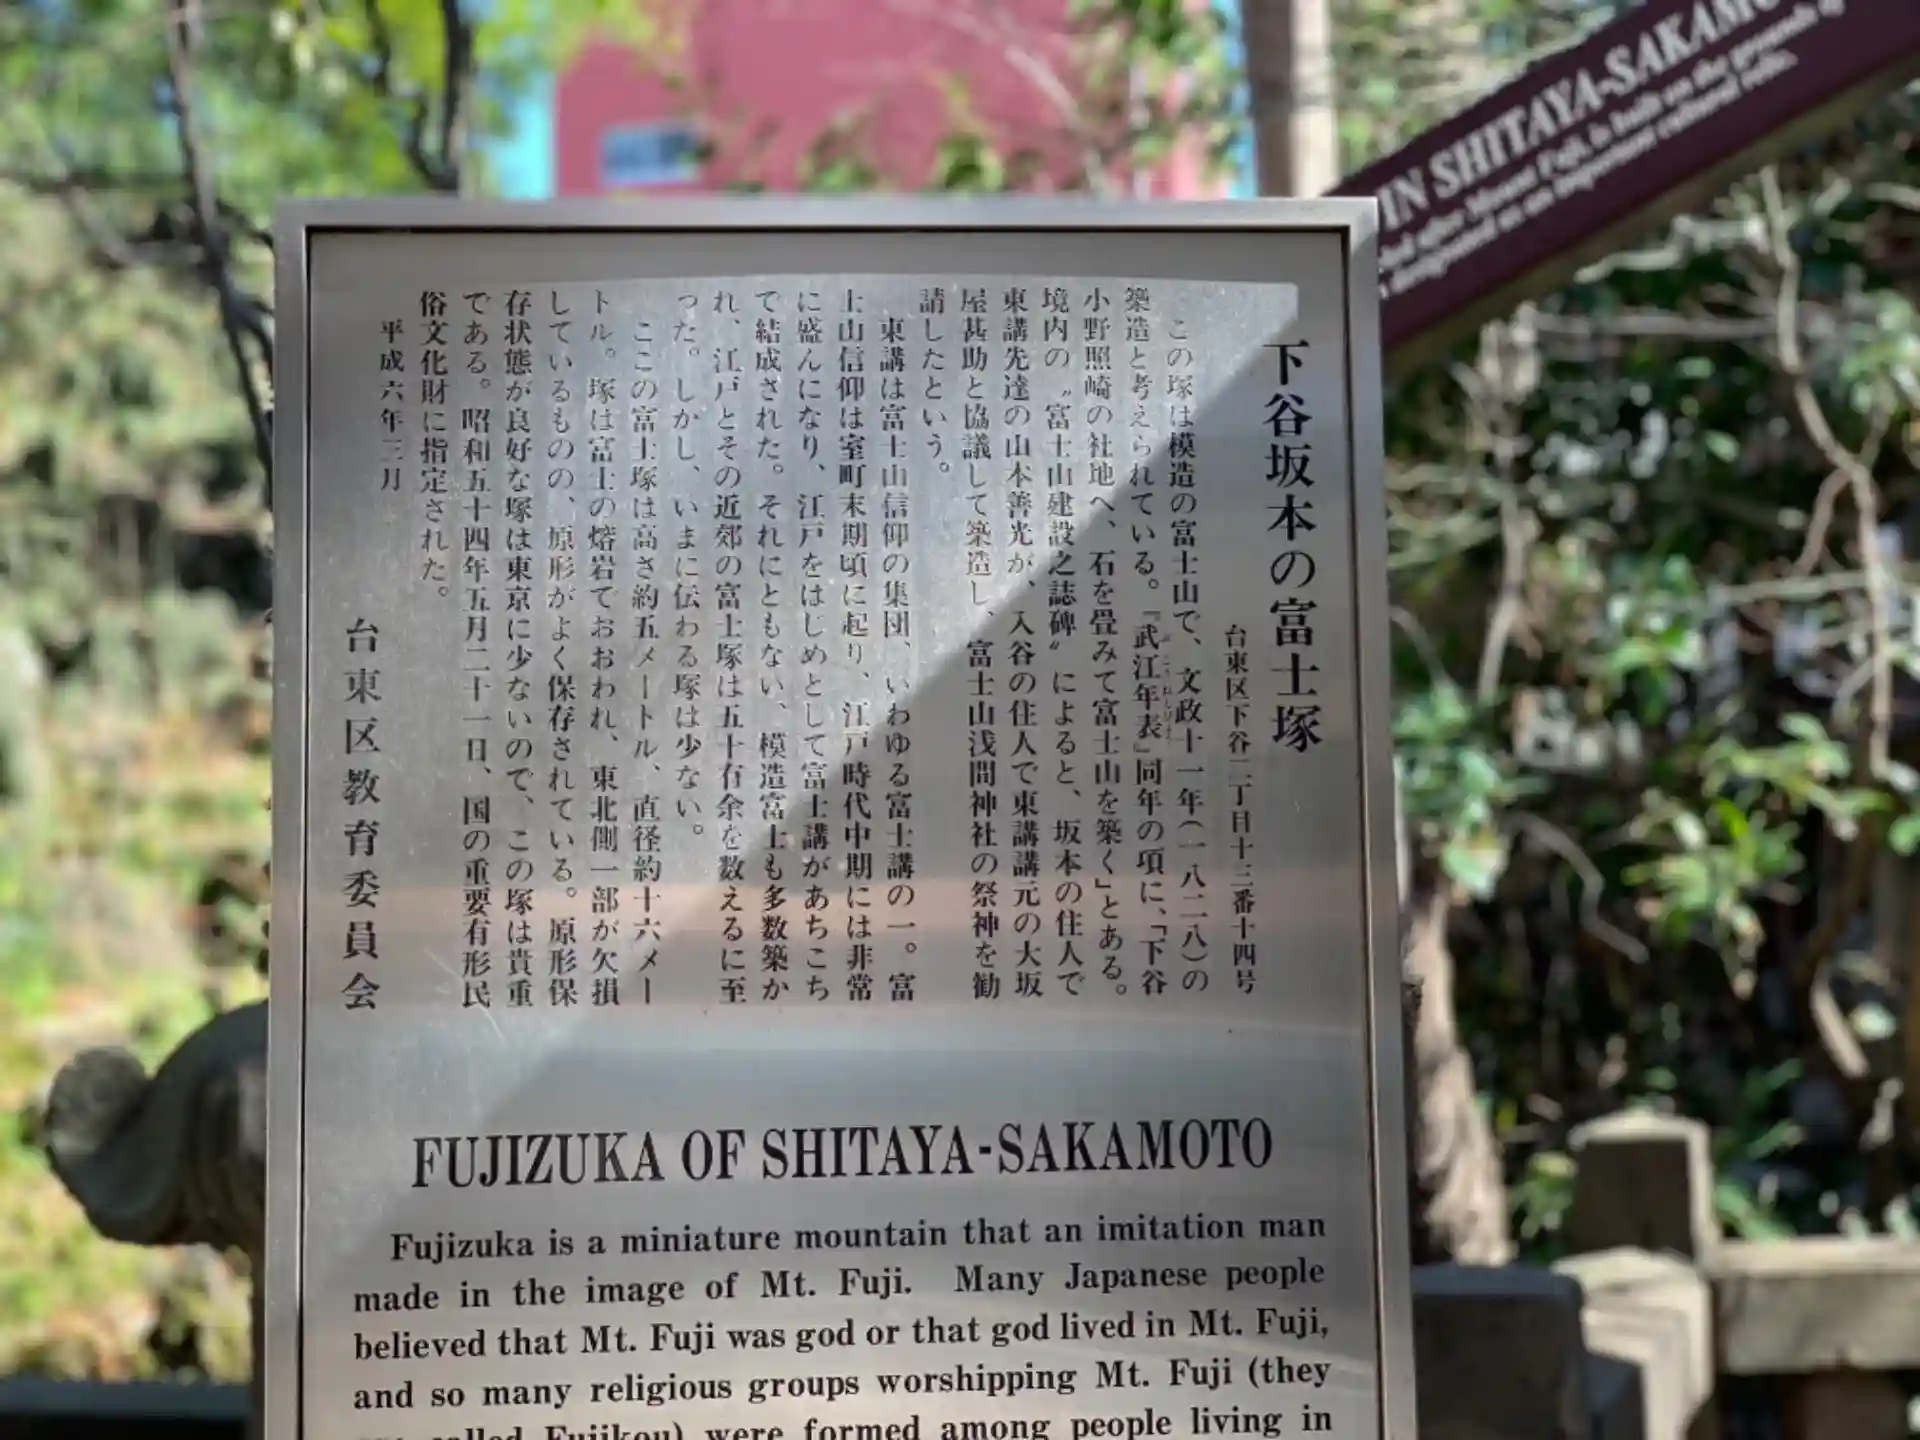 下谷坂本の富士塚
台東区下谷二丁目十三番十四号
この塚は模造の富士山で、文政十一年(一八二八)の
築造と考えられている。『武江年表』同年の項に、「下谷
小野照崎の社地へ、石を畳みて富士山を築く」とある。
境内の〝富士山建設之誌碑〟によると、坂本の住人で
東講先達の山本善光が、入谷の住人で東講講元の大坂
屋甚助と協議して築造し、富士山浅間神社の祭神を勧
請したという。
東講は富士山信仰の集団、いわゆる富士講の一。富
士山信仰は室町末期頃に起り、江戸時代中期には非常
に盛んになり、江戸をはじめとして富士講があちこち
で結成された。それにともない、模造富士も多数築か
れ、江戸とその近郊の富士塚は五十有余を数えるに至
った。しかし、いまに伝わる塚は少ない。
ここの富士塚は高さ約五メートル、直径約十六メー
トル。塚は富士の熔岩でおおわれ、東北側一部が欠損
しているものの、原形がよく保存されている。原形保
存状態が良好な塚は東京に少ないので、この塚は貴重
である。昭和五十四年五月二十一日、国の重要有形民
俗文化財に指定された。
平成六年三月
台東区教育委員会
FUJIZUKA OF SHITAYA-SAKAMOTO
Fujizuka is a miniature mountain that an imitation man
made in the image of Mt. Fuji. Many Japanese people
believed that Mt. Fuji was god or that god lived in Mt. Fuji,
and so many religious groups worshipping Mt. Fuji (they
called Fujikou) were formed among people living in
IN SHITAYA-SAKAM
after Mount Fuji, is built on the grounds of
designated as an important cultural